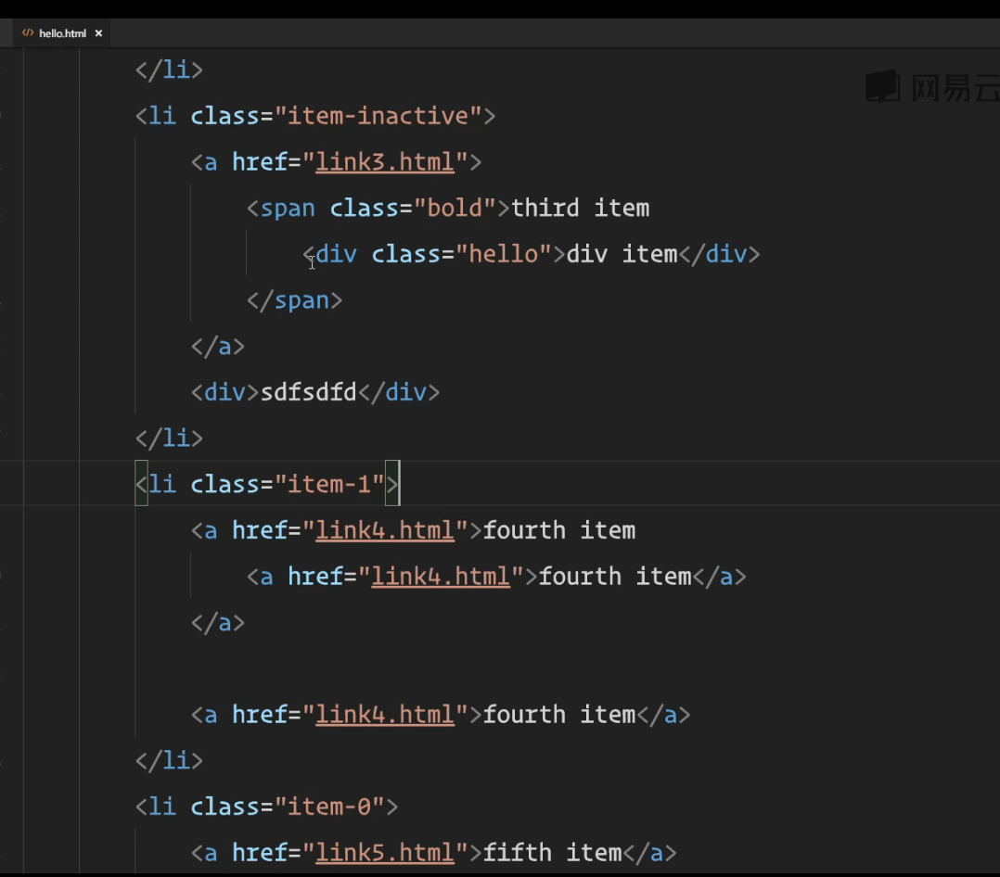 hello.html ×
网易云
</li>
<li class="item-inactive">
<a href="link3.html">
<span class="bold">third item
<div class="hello">div item</div>
</span>
</a>
<div>sdfsdfd</div>
</li>
<li class="item-1">
<a href="link4.html">fourth item
<a href="link4.html">fourth item</a>
</a>
<a href="link4.html">fourth item</a>
</li>
<li class="item-0">
<a href="link5.html">fifth item</a>